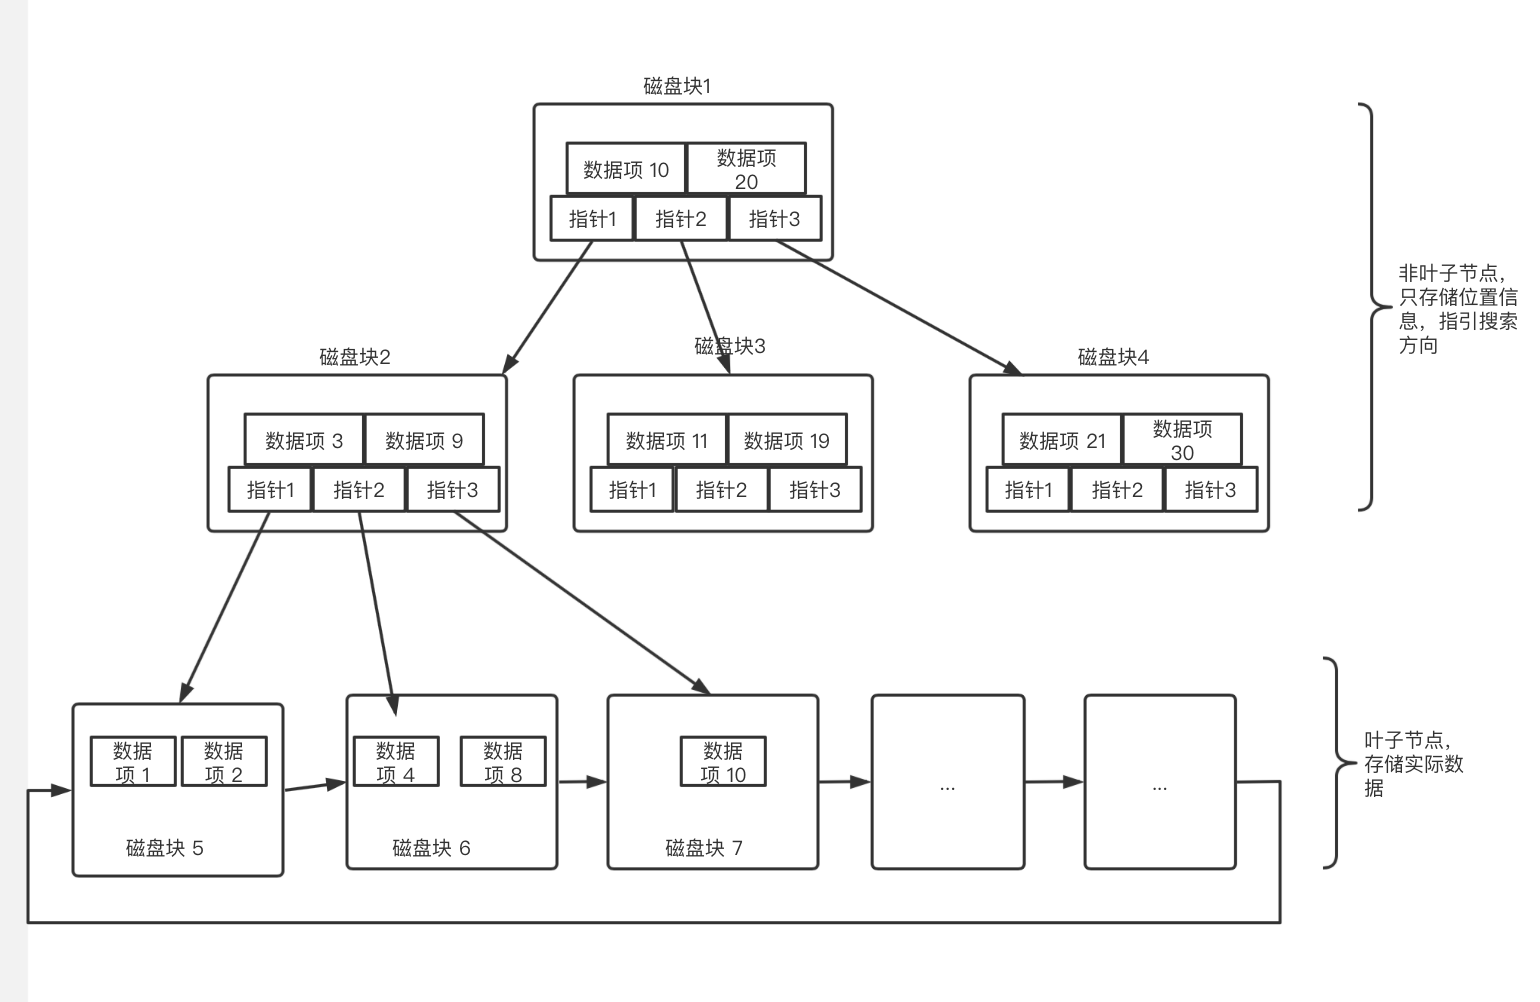 磁盘块1
数据项 10
数据项
20
指针1
指针2
指针3
非叶子节点，
只存储位置信
息，指引搜索
方向
磁盘块2
数据项 3
数据项 9
指针1
指针2
指针3
磁盘块3
数据项 11
数据项 19
指针1
指针2
指针3
磁盘块4
数据项 21
数据项
30
指针1
指针2
指针3
数据
项 1
数据
项 2
磁盘块 5
数据
项 4
数据
项 8
磁盘块 6
数据
项 10
磁盘块 7
...
...
叶子节点，
存储实际数
据